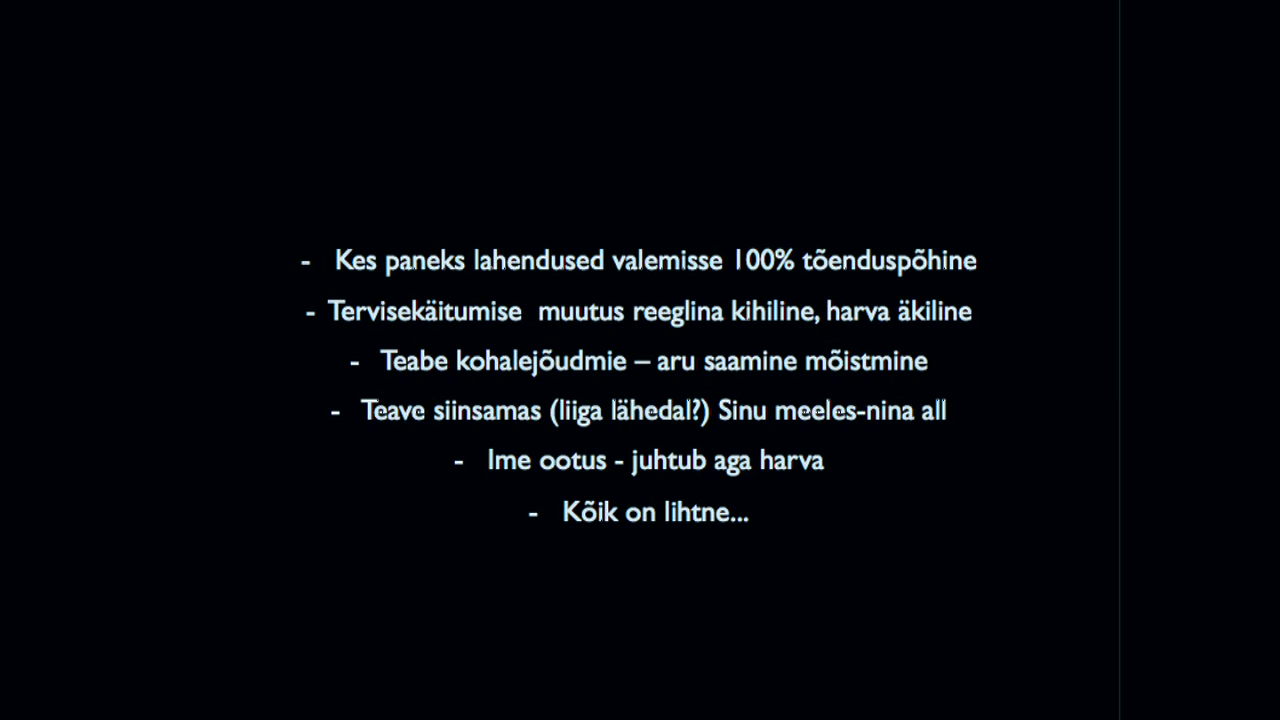 - Kes paneks lahendused valemisse 100% tõenduspõhine
- Tervisekäitumise muutus reeglina kihiline, harva äkiline
- Teabe kohalejõudmie – aru saamine mõistmine
- Teave siinsamas (liiga lähedal?) Sinu meeles-nina all
- Ime ootus - juhtub aga harva
- Kõik on lihtne...